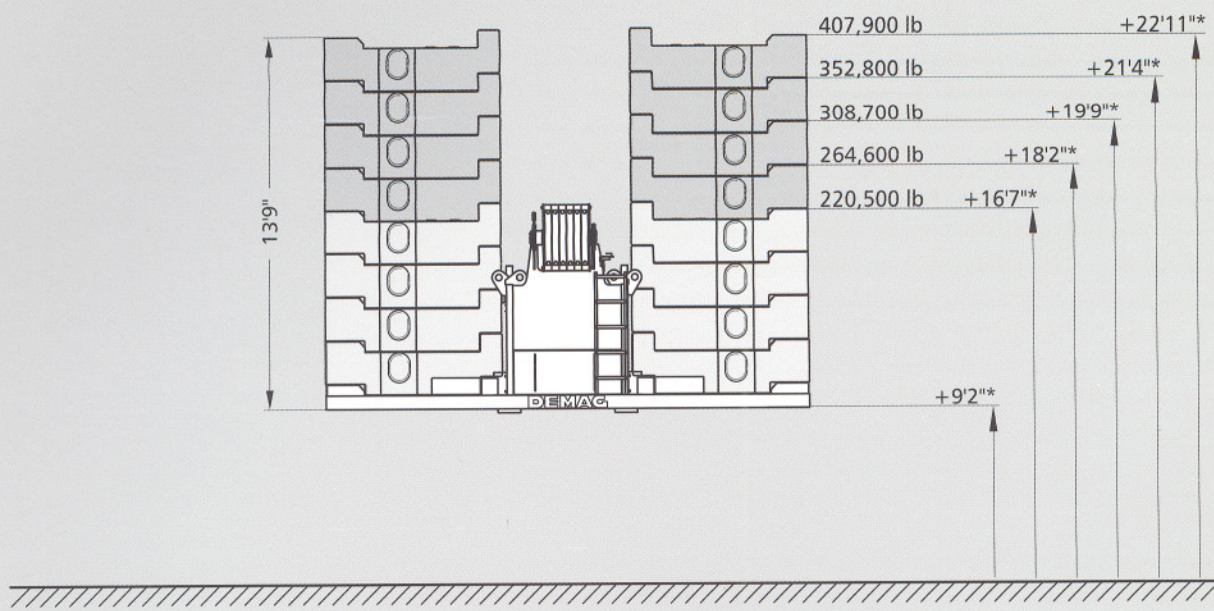 407,900 lb +22'11"*
352,800 lb +21'4"*
308,700 lb +19'9"*
264,600 lb +18'2"*
220,500 lb +16'7"*
13'9"
+9'2"*
DEMAG